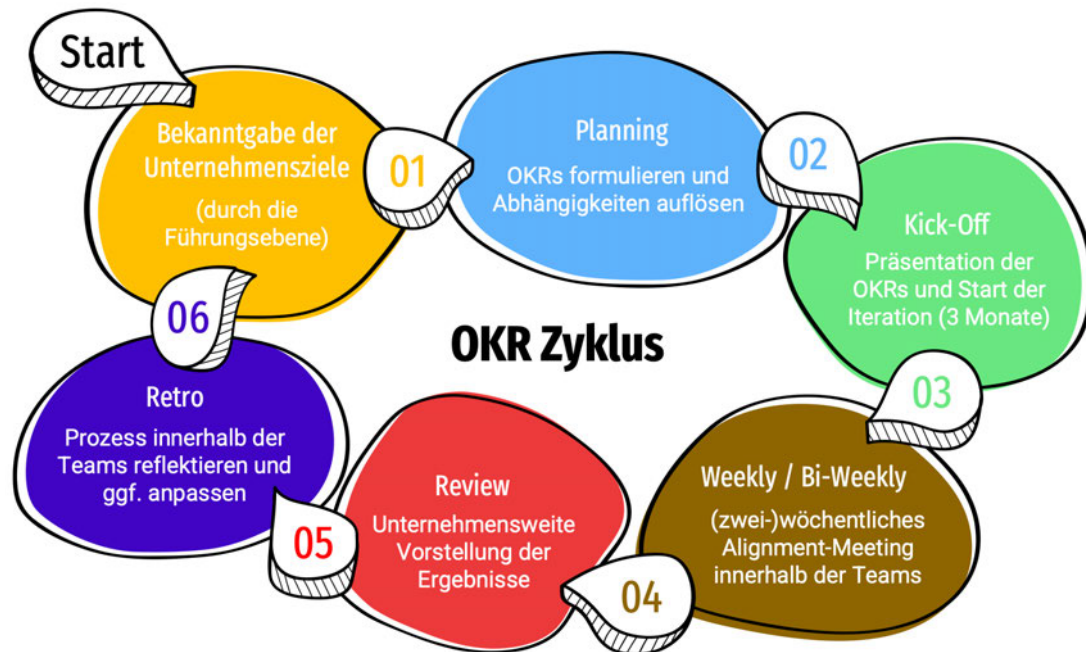 Start
Bekanntgabe der
Unternehmensziele
(durch die
Führungsebene)
01
Planning
OKRs formulieren und
Abhängigkeiten auflösen
02
Kick-Off
Präsentation der
OKRs und Start der
Iteration (3 Monate)
03
OKR Zyklus
Weekly / Bi-Weekly
(zwei-)wöchentliches
Alignment-Meeting
innerhalb der Teams
04
Review
Unternehmensweite
Vorstellung der
Ergebnisse
05
Retro
Prozess innerhalb der
Teams reflektieren und
ggf. anpassen
06